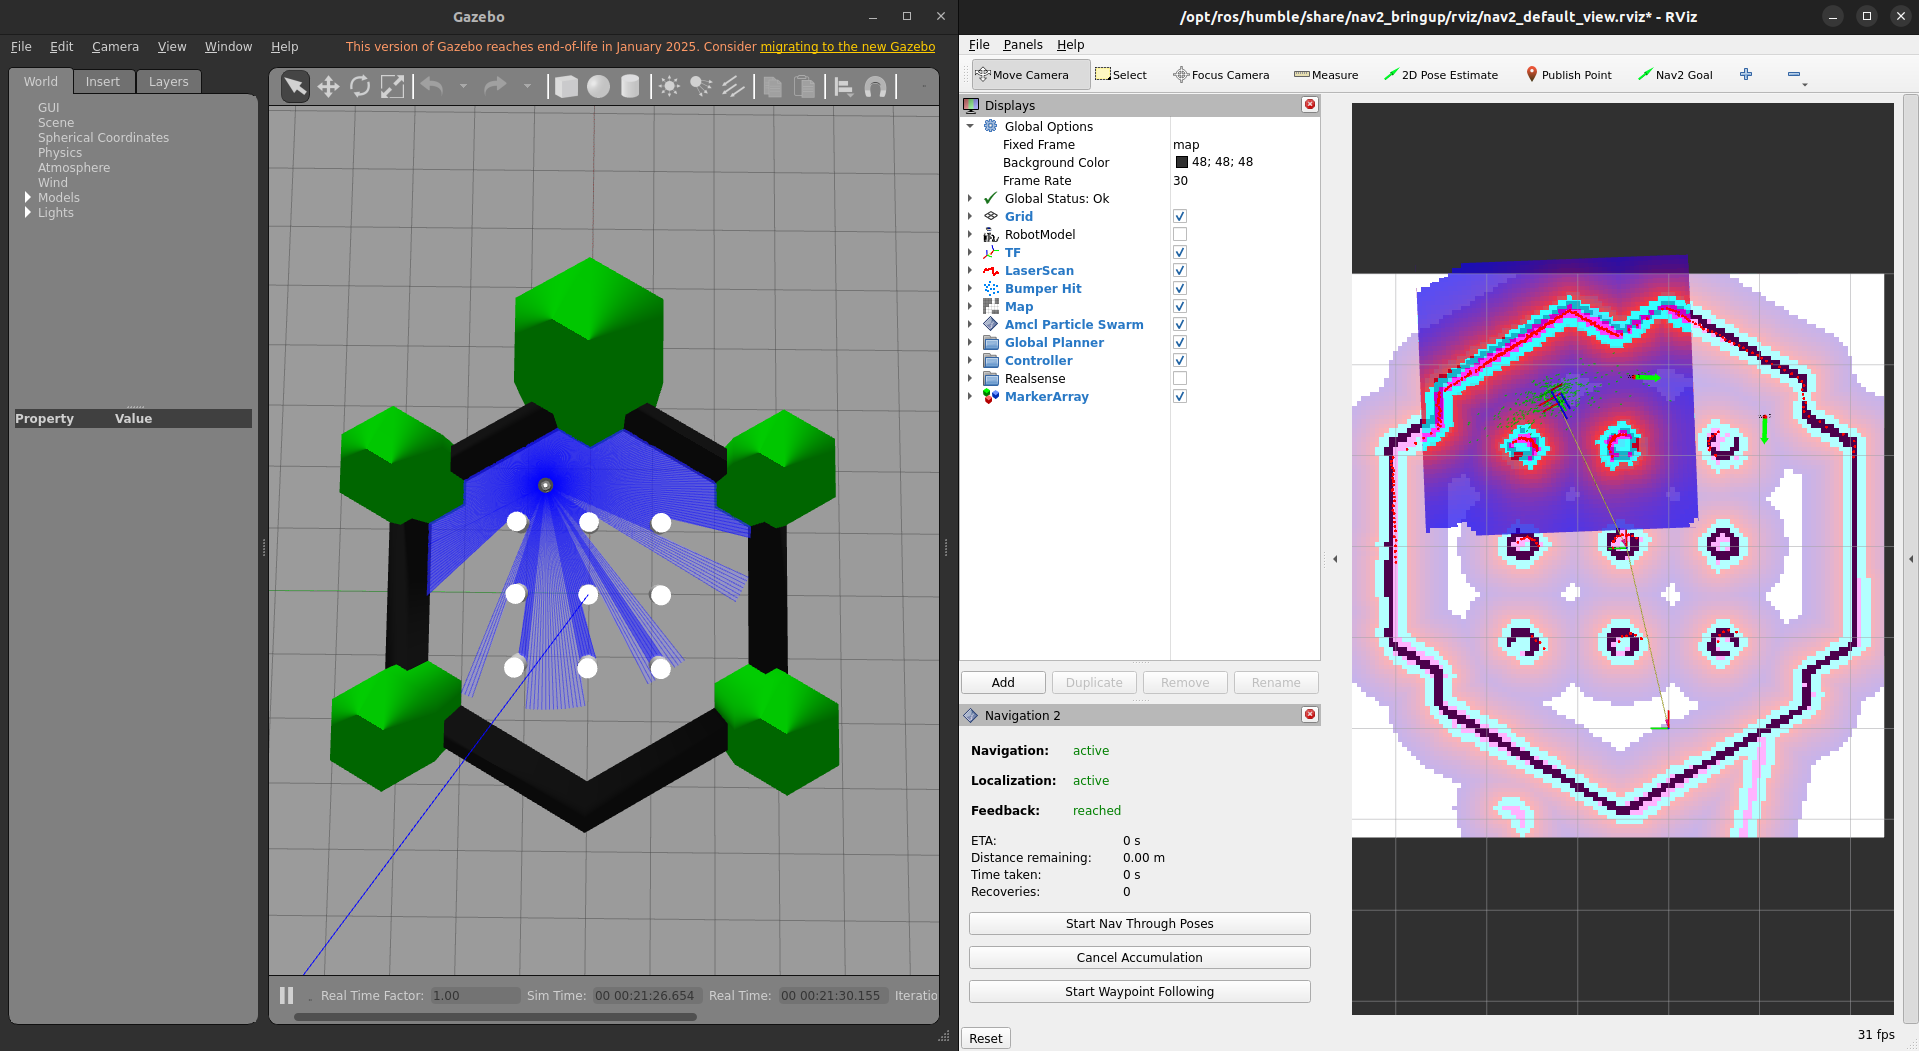 Gazebo
File Edit Camera View Window Help This version of Gazebo reaches end-of-life in January 2025. Consider migrating to the new Gazebo
World Insert Layers
GUI
Scene
Spherical Coordinates
Physics
Atmosphere
Wind
Models
Lights
Property Value
Real Time Factor: 1.00 Sim Time: 00 00:21:26.654 Real Time: 00 00:21:30.155 Iteratio
/opt/ros/humble/share/nav2_bringup/rviz/nav2_default_view.rviz* - RViz
File Panels Help
Move Camera Select Focus Camera Measure 2D Pose Estimate Publish Point Nav2 Goal
Displays
Global Options
Fixed Frame map
Background Color 48; 48; 48
Frame Rate 30
Global Status: Ok
Grid
RobotModel
TF
LaserScan
Bumper Hit
Map
Amcl Particle Swarm
Global Planner
Controller
Realsense
MarkerArray
Add Duplicate Remove Rename
Navigation 2
Navigation: active
Localization: active
Feedback: reached
ETA: 0 s
Distance remaining: 0.00 m
Time taken: 0 s
Recoveries: 0
Start Nav Through Poses
Cancel Accumulation
Start Waypoint Following
Reset
31 fps